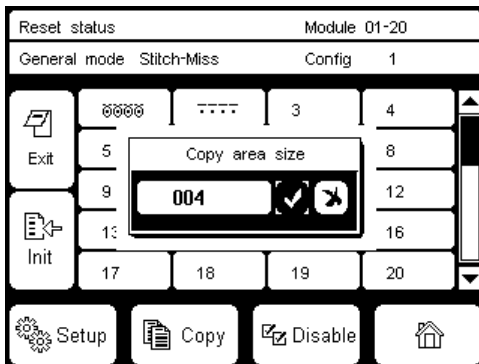 Reset status Module 01-20
General mode Stitch-Miss Config 1
Exit
3 4
5 8
Copy area size
004
9 12
16
Init
17 18 19 20
Setup Copy Disable